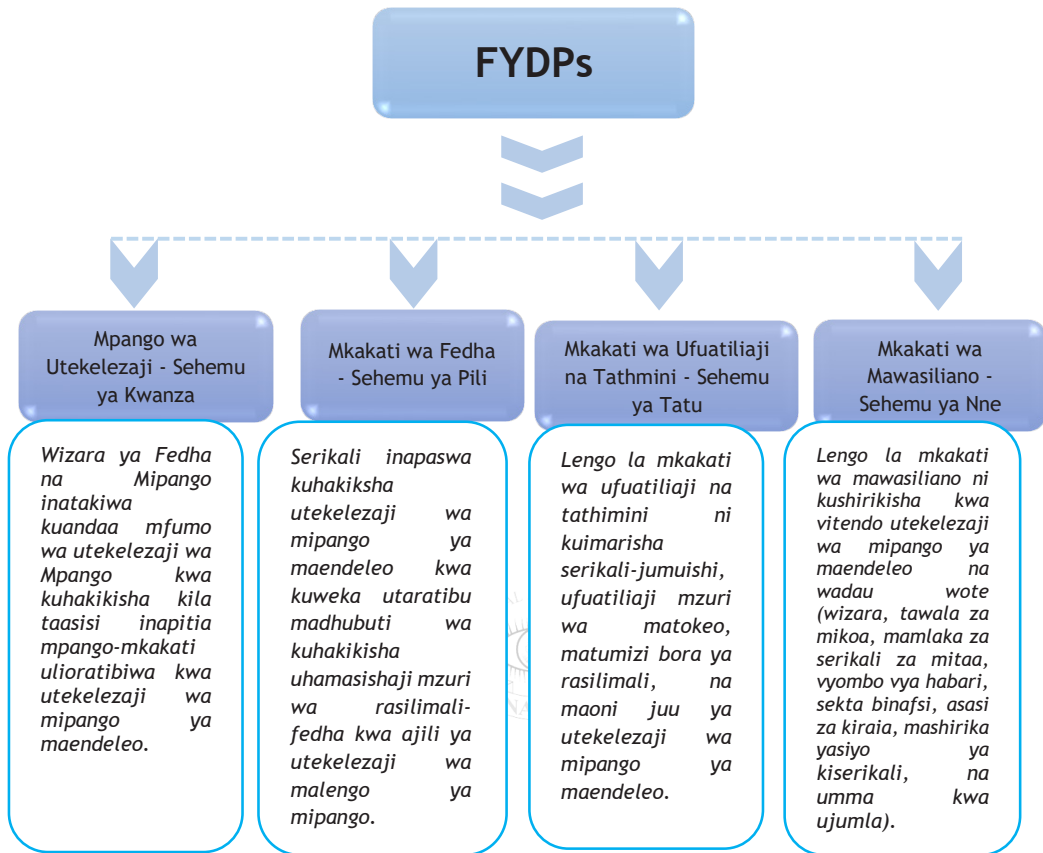 FYDPs
Mpango wa
Utekelezaji - Sehemu
ya Kwanza
Wizara ya Fedha
na Mipango
inatakiwa
kuandaa mfumo
wa utekelezaji wa
Mpango kwa
kuhakikisha kila
taasisi inapitia
mpango-mkakati
ulioratibiwa kwa
utekelezaji wa
mipango ya
maendeleo.
Mkakati wa Fedha
- Sehemu ya Pili
Serikali inapaswa
kuhakiksha
utekelezaji wa
mipango ya
maendeleo kwa
kuweka utaratibu
madhubuti wa
kuhakikisha
uhamasishaji mzuri
wa rasilimali-
fedha kwa ajili ya
utekelezaji wa
malengo ya
mipango.
Mkakati wa Ufuatiliaji
na Tathmini - Sehemu
ya Tatu
Lengo la mkakati
wa ufuatiliaji na
tathimini ni
kuimarisha
serikali-jumuishi,
ufuatiliaji mzuri
wa matokeo,
matumizi bora ya
rasilimali, na
maoni juu ya
utekelezaji wa
mipango ya
maendeleo.
Mkakati wa
Mawasiliano -
Sehemu ya Nne
Lengo la mkakati
wa mawasiliano ni
kushirikisha kwa
vitendo utekelezaji
wa mipango ya
maendeleo na
wadau wote
(wizara, tawala za
mikoa, mamlaka za
serikali za mitaa,
vyombo vya habari,
sekta binafsi, asasi
za kiraia, mashirika
yasiyo ya
kiserikali, na
umma kwa
ujumla).